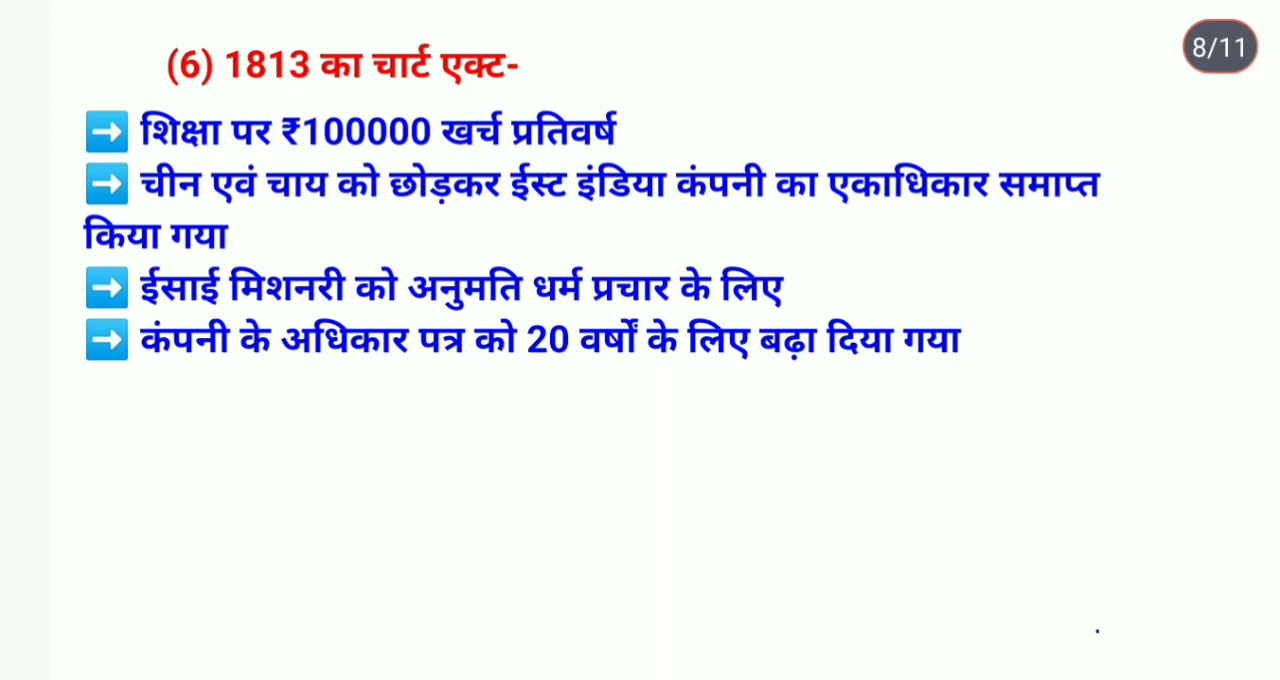 (6) 1813 का चार्ट एक्ट-
8/11
➡ शिक्षा पर ₹100000 खर्च प्रतिवर्ष
➡ चीन एवं चाय को छोड़कर ईस्ट इंडिया कंपनी का एकाधिकार समाप्त
किया गया
➡ ईसाई मिशनरी को अनुमति धर्म प्रचार के लिए
➡ कंपनी के अधिकार पत्र को 20 वर्षों के लिए बढ़ा दिया गया